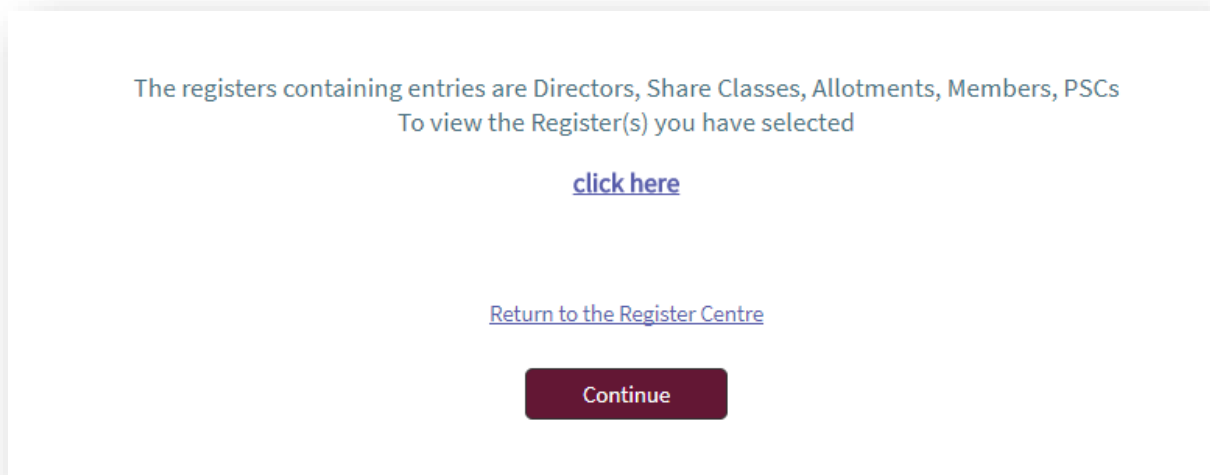 The registers containing entries are Directors, Share Classes, Allotments, Members, PSCs
To view the Register(s) you have selected
click here
Return to the Register Centre
Continue